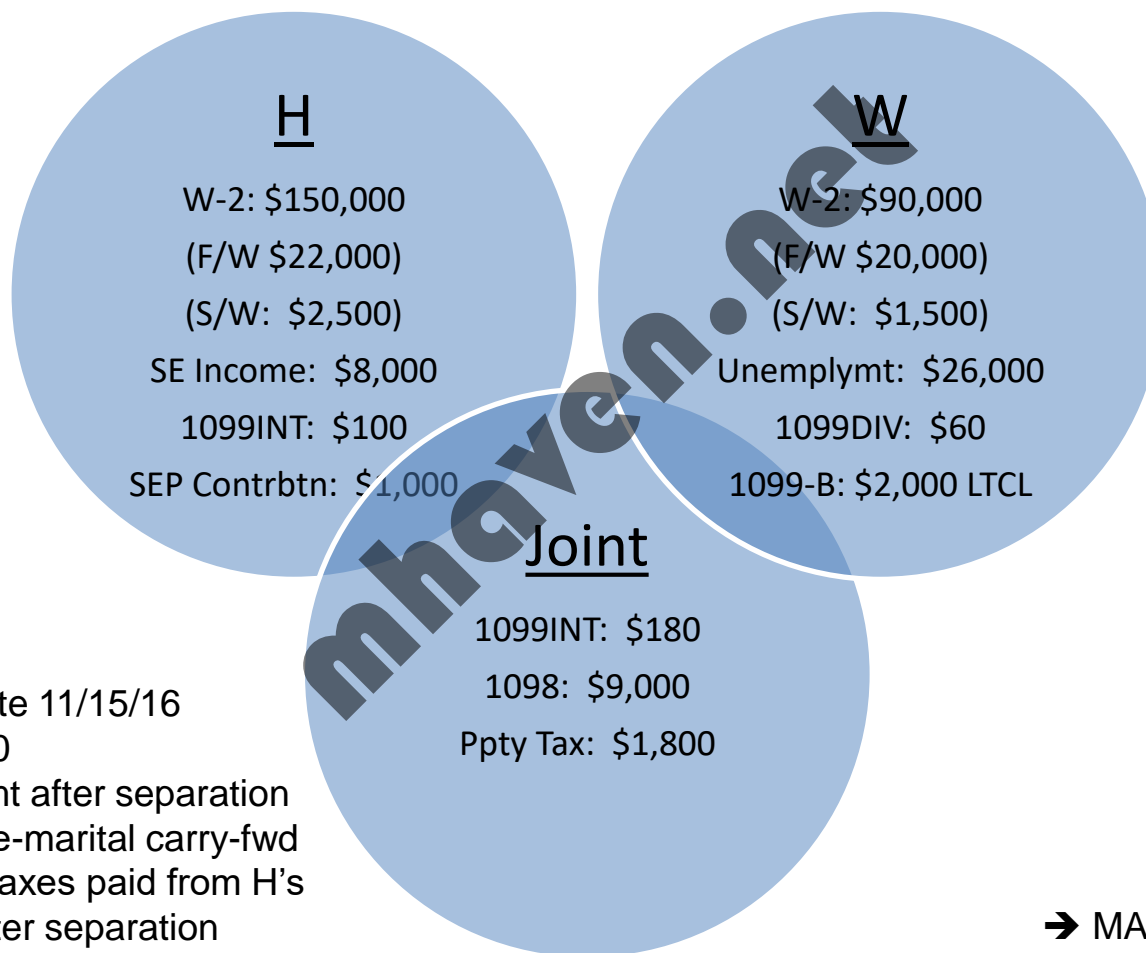 H
W-2: $150,000
(F/W $22,000)
(S/W: $2,500)
SE Income: $8,000
1099INT: $100
SEP Contrbtn: $1,000
W
W-2: $90,000
(F/W $20,000)
(S/W: $1,500)
Unemplymt: $26,000
1099DIV: $60
1099-B: $2,000 LTCL
Joint
1099INT: $180
1098: $9,000
Ppty Tax: $1,800
te 11/15/16
0
nt after separation
e-marital carry-fwd
taxes paid from H's
ter separation
➔ MA
mhaven.net